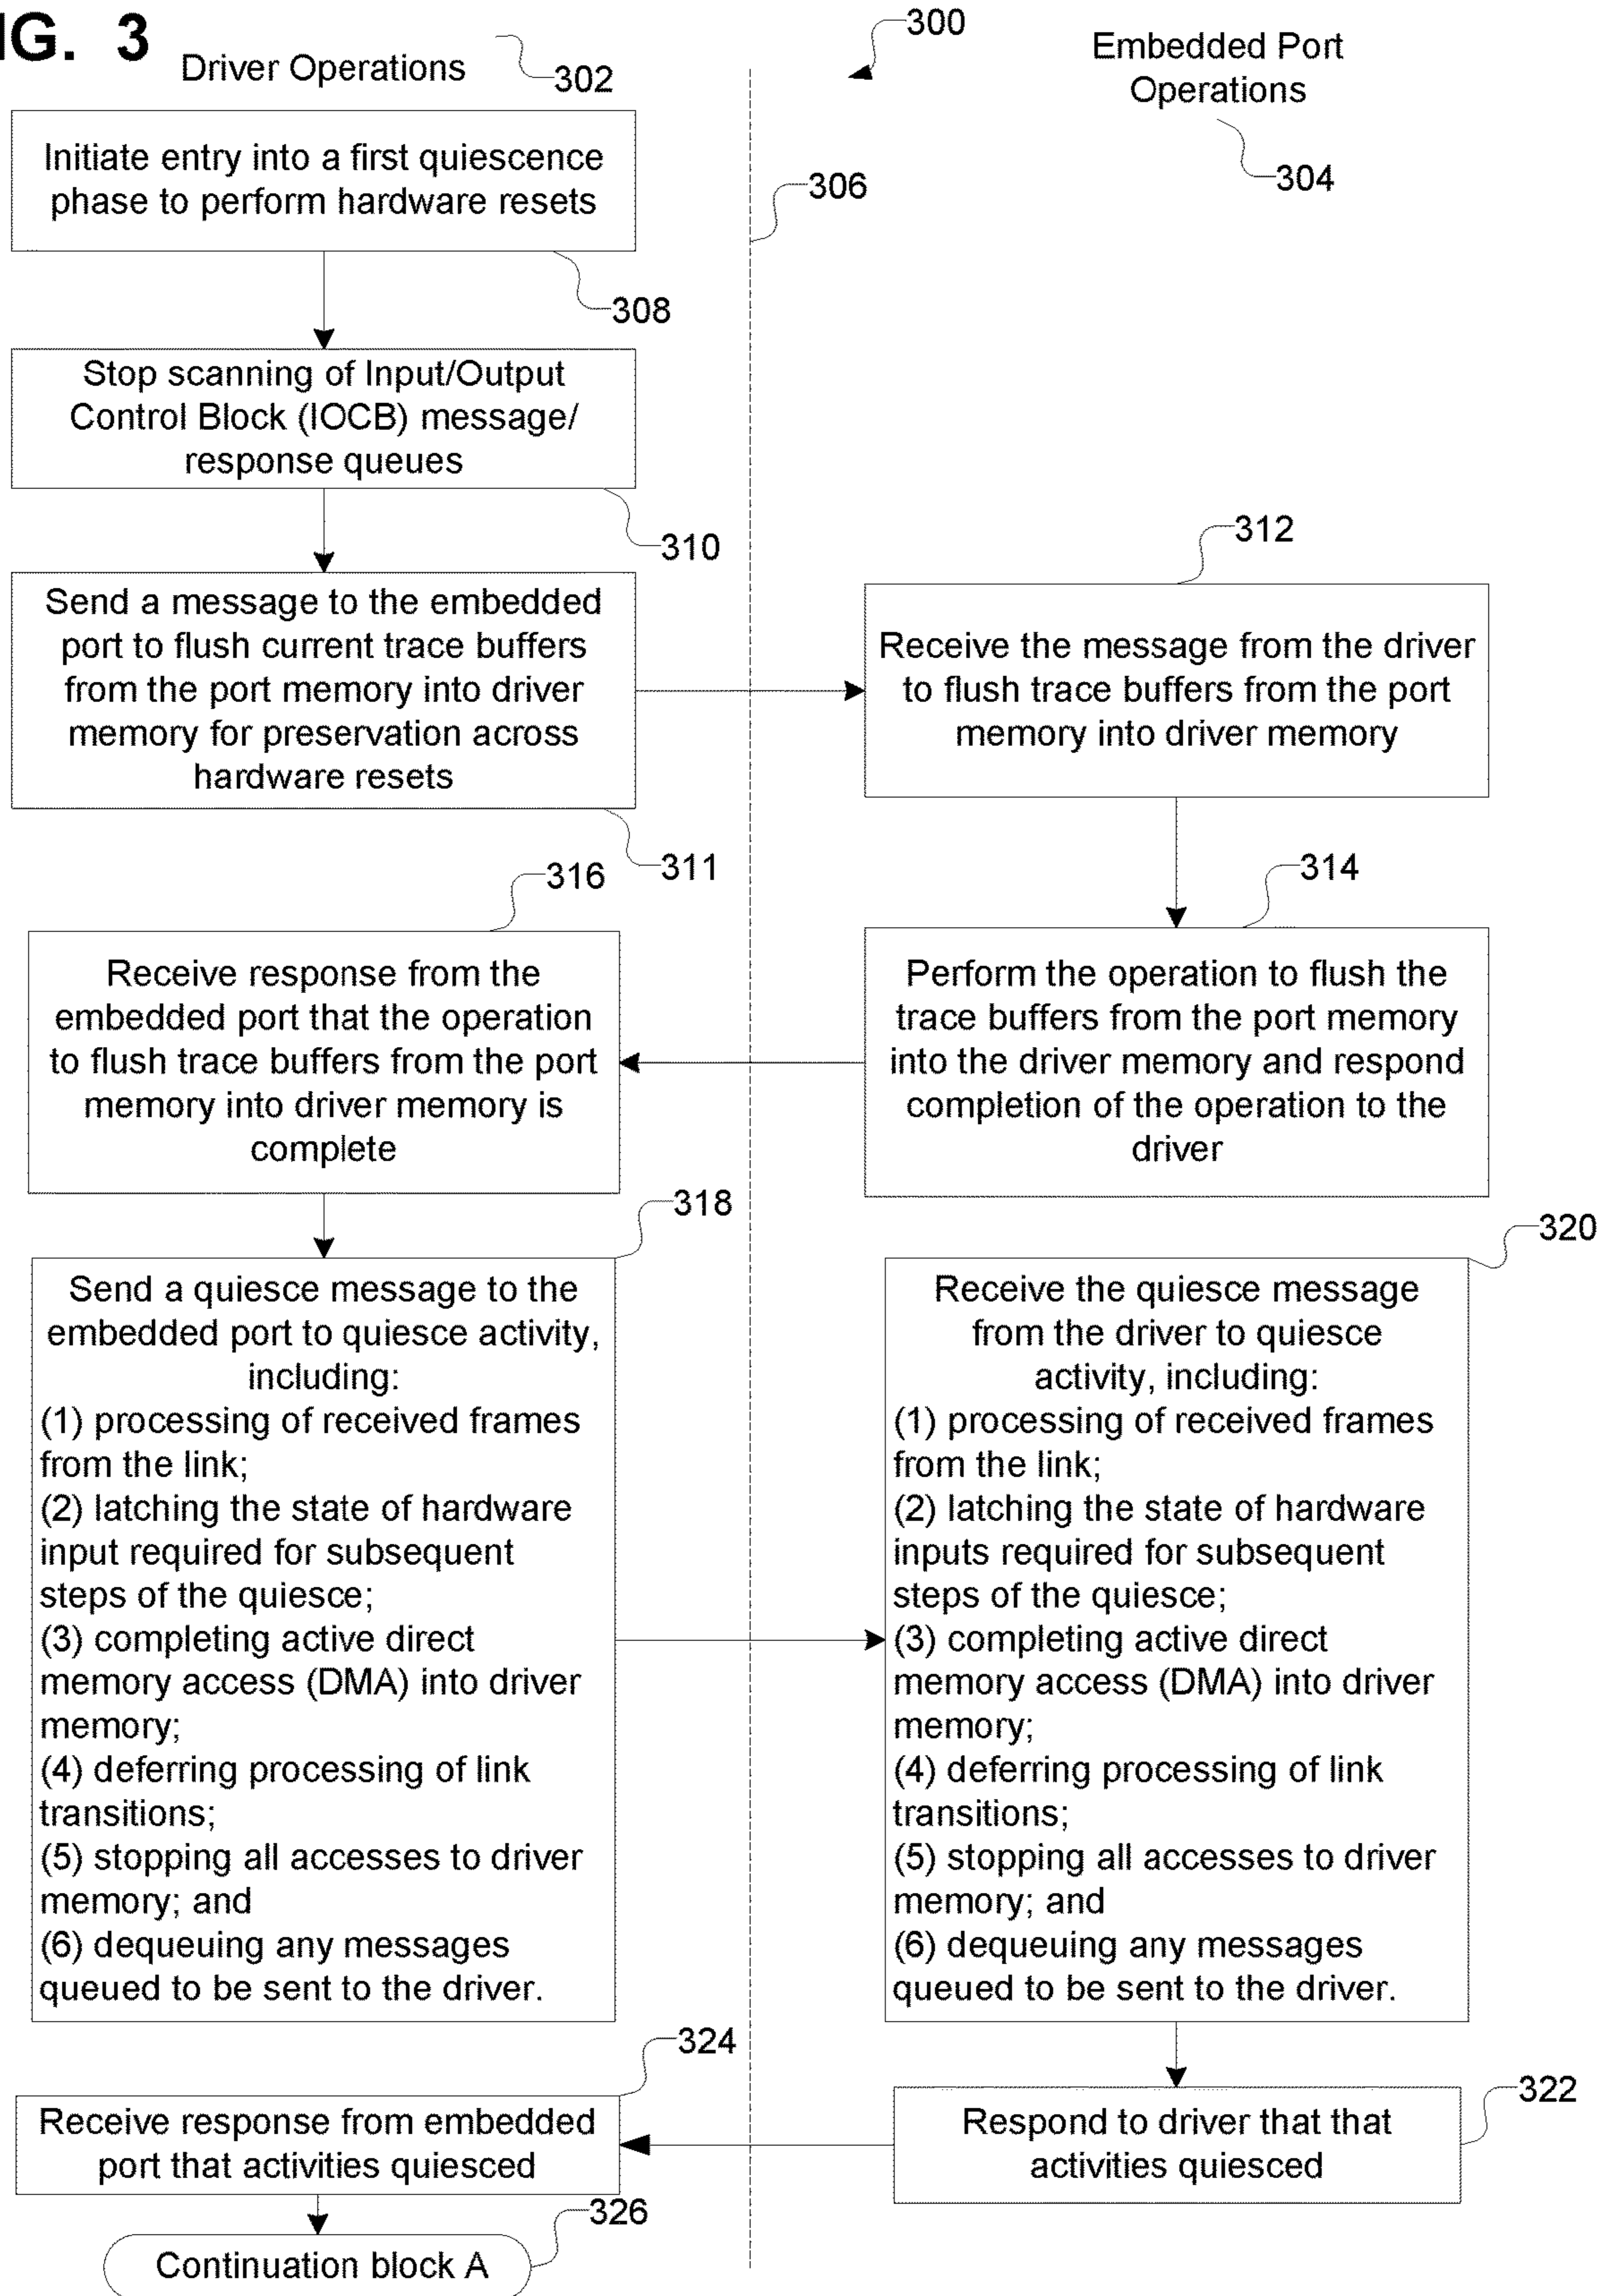 IG. 3
Driver Operations
302
300
Embedded Port
Operations
304
306
Initiate entry into a first quiescence
phase to perform hardware resets
308
Stop scanning of Input/Output
Control Block (IOCB) message/
response queues
310
Send a message to the embedded
port to flush current trace buffers
from the port memory into driver
memory for preservation across
hardware resets
311
312
Receive the message from the driver
to flush trace buffers from the port
memory into driver memory
314
Perform the operation to flush the
trace buffers from the port memory
into the driver memory and respond
completion of the operation to the
driver
316
Receive response from the
embedded port that the operation
to flush trace buffers from the port
memory into driver memory is
complete
318
Send a quiesce message to the
embedded port to quiesce activity,
including:
(1) processing of received frames
from the link;
(2) latching the state of hardware
input required for subsequent
steps of the quiesce;
(3) completing active direct
memory access (DMA) into driver
memory;
(4) deferring processing of link
transitions;
(5) stopping all accesses to driver
memory; and
(6) dequeuing any messages
queued to be sent to the driver.
320
Receive the quiesce message
from the driver to quiesce
activity, including:
(1) processing of received frames
from the link;
(2) latching the state of hardware
inputs required for subsequent
steps of the quiesce;
(3) completing active direct
memory access (DMA) into driver
memory;
(4) deferring processing of link
transitions;
(5) stopping all accesses to driver
memory; and
(6) dequeuing any messages
queued to be sent to the driver.
322
Respond to driver that that
activities quiesced
324
Receive response from embedded
port that activities quiesced
326
Continuation block A